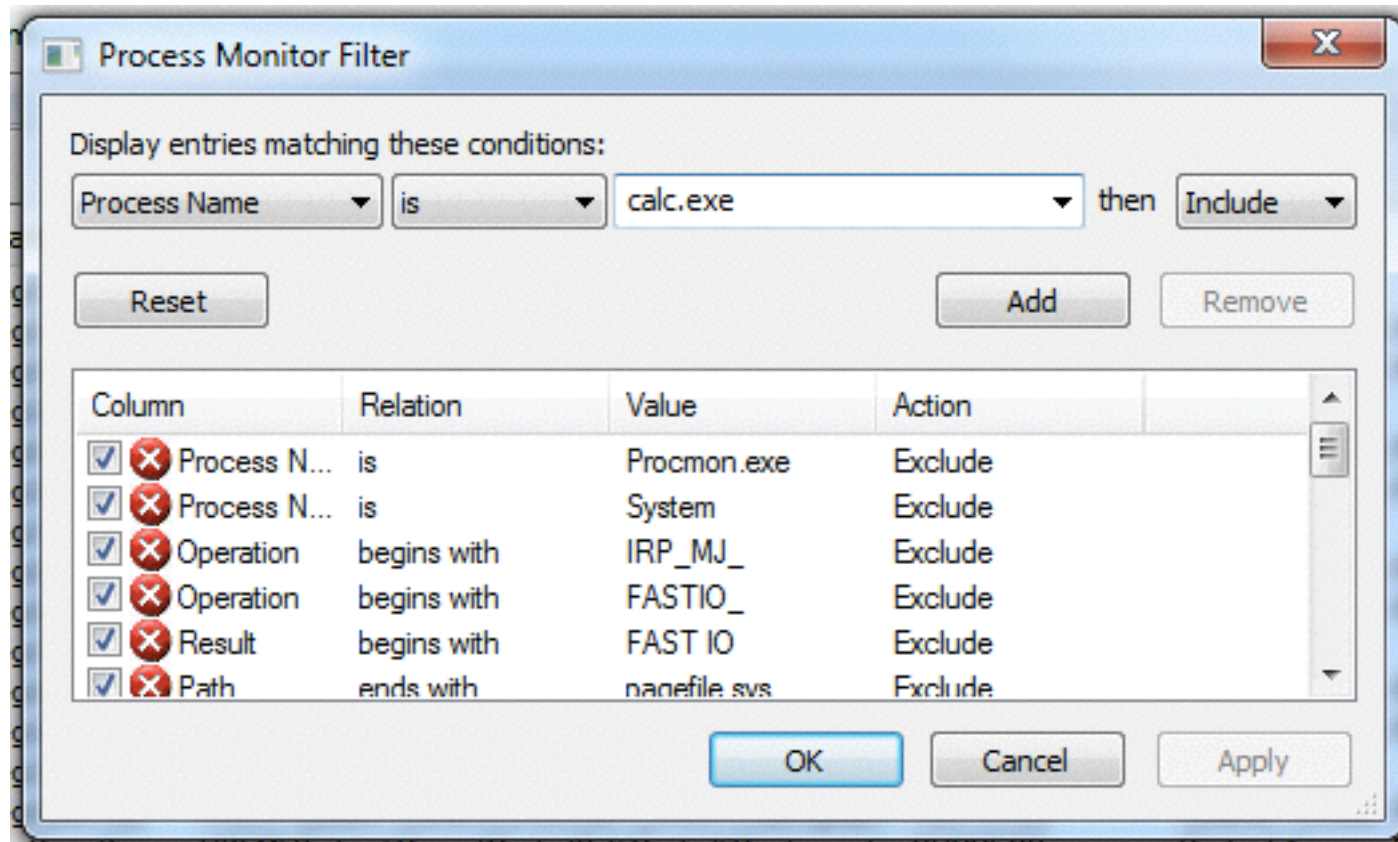 Process Monitor Filter
Display entries matching these conditions:
Process Name is calc.exe then Include
Reset Add Remove
Column Relation Value Action
Process N... is Procmon.exe Exclude
Process N... is System Exclude
Operation begins with IRP_MJ_ Exclude
Operation begins with FASTIO_ Exclude
Result begins with FAST IO Exclude
Path ends with pagefile.sys Exclude
OK Cancel Apply